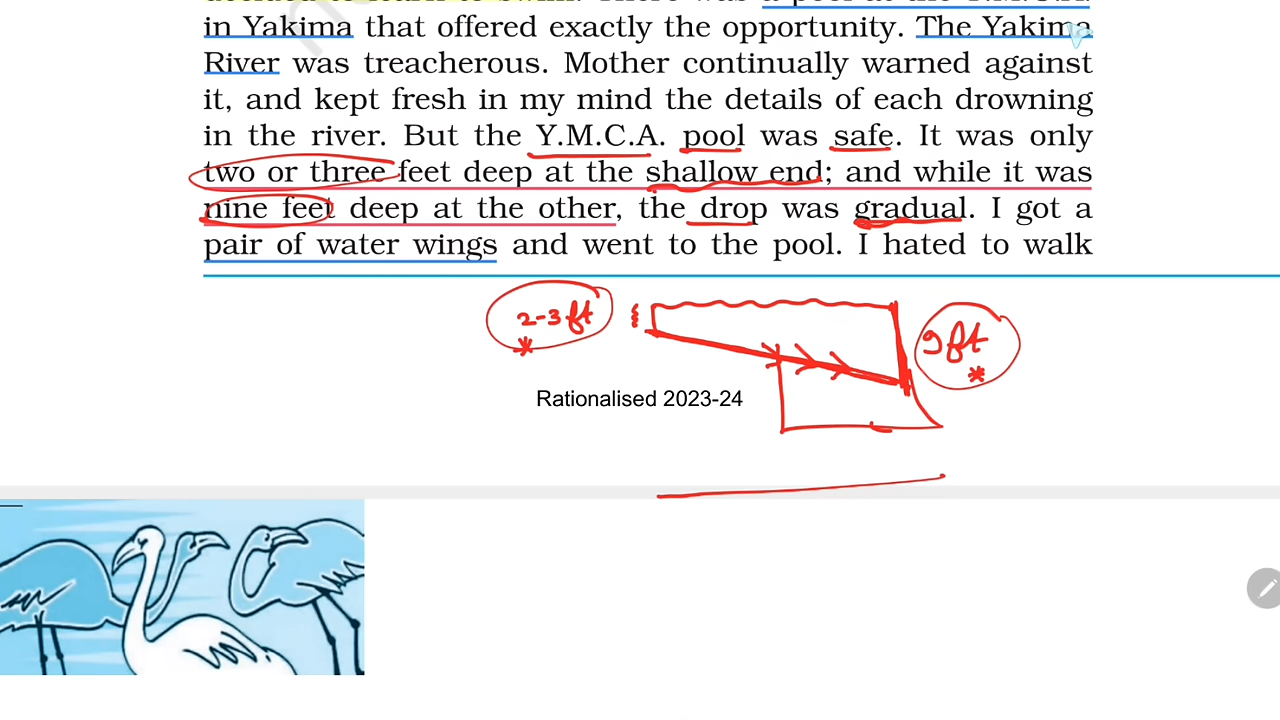 in Yakima that offered exactly the opportunity. The Yakima
River was treacherous. Mother continually warned against
it, and kept fresh in my mind the details of each drowning
in the river. But the Y.M.C.A. pool was safe. It was only
two or three feet deep at the shallow end; and while it was
nine feet deep at the other, the drop was gradual. I got a
pair of water wings and went to the pool. I hated to walk
2-3 ft
9ft
Rationalised 2023-24